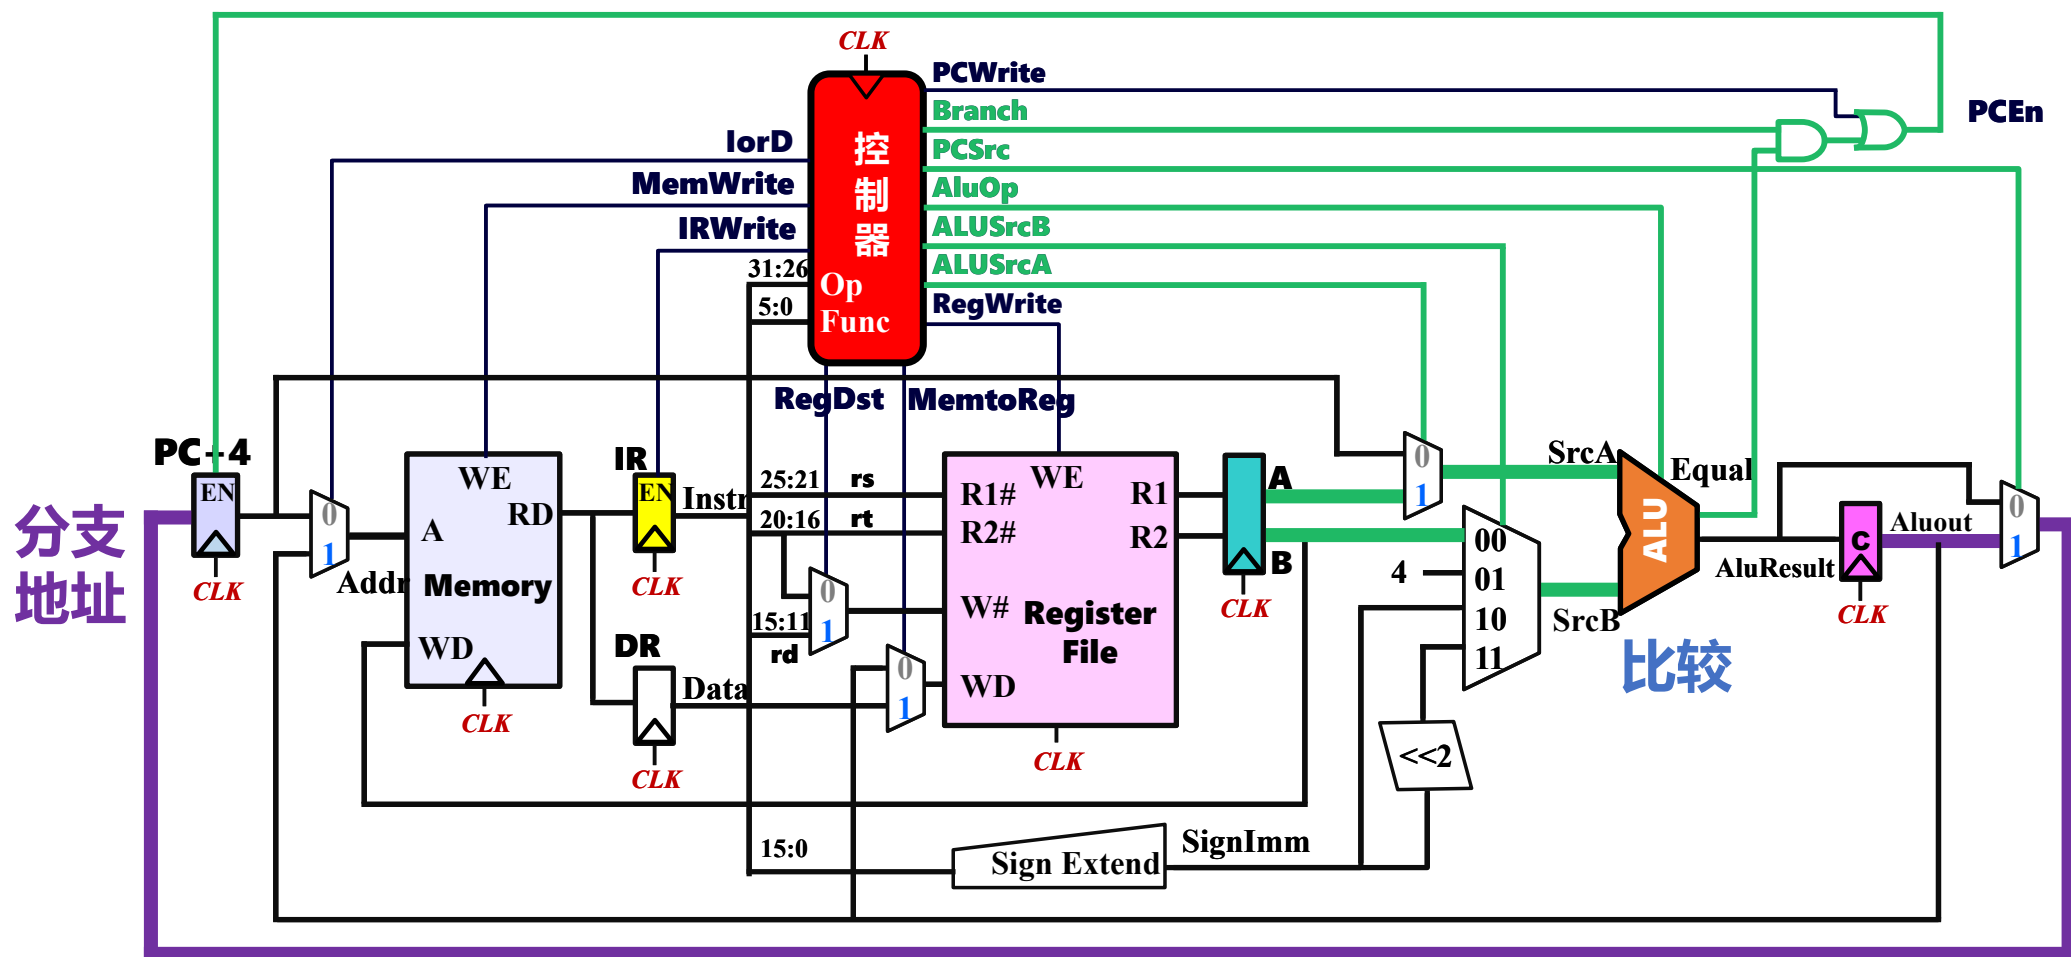 CLK
PCWrite
Branch
PCEn
IorD
控
制
器
PCSrc
MemWrite
AluOp
IRWrite
ALUSrcB
31:26
Op
ALUSrcA
5:0
Func
RegWrite
RegDst
MemtoReg
PC+4
EN
CLK
分支
地址
0
1
Addr
WE
RD
A
Memory
WD
CLK
IR
EN
Instr
CLK
DR
Data
CLK
25:21
rs
20:16
rt
15:11
rd
0
1
0
1
WE
R1#
R1
R2#
R2
W#
Register
File
WD
CLK
A
B
CLK
0
1
4
00
01
10
11
<<2
15:0
Sign Extend
SignImm
SrcA
SrcB
ALU
Equal
比较
AluResult
C
CLK
Aluout
0
1